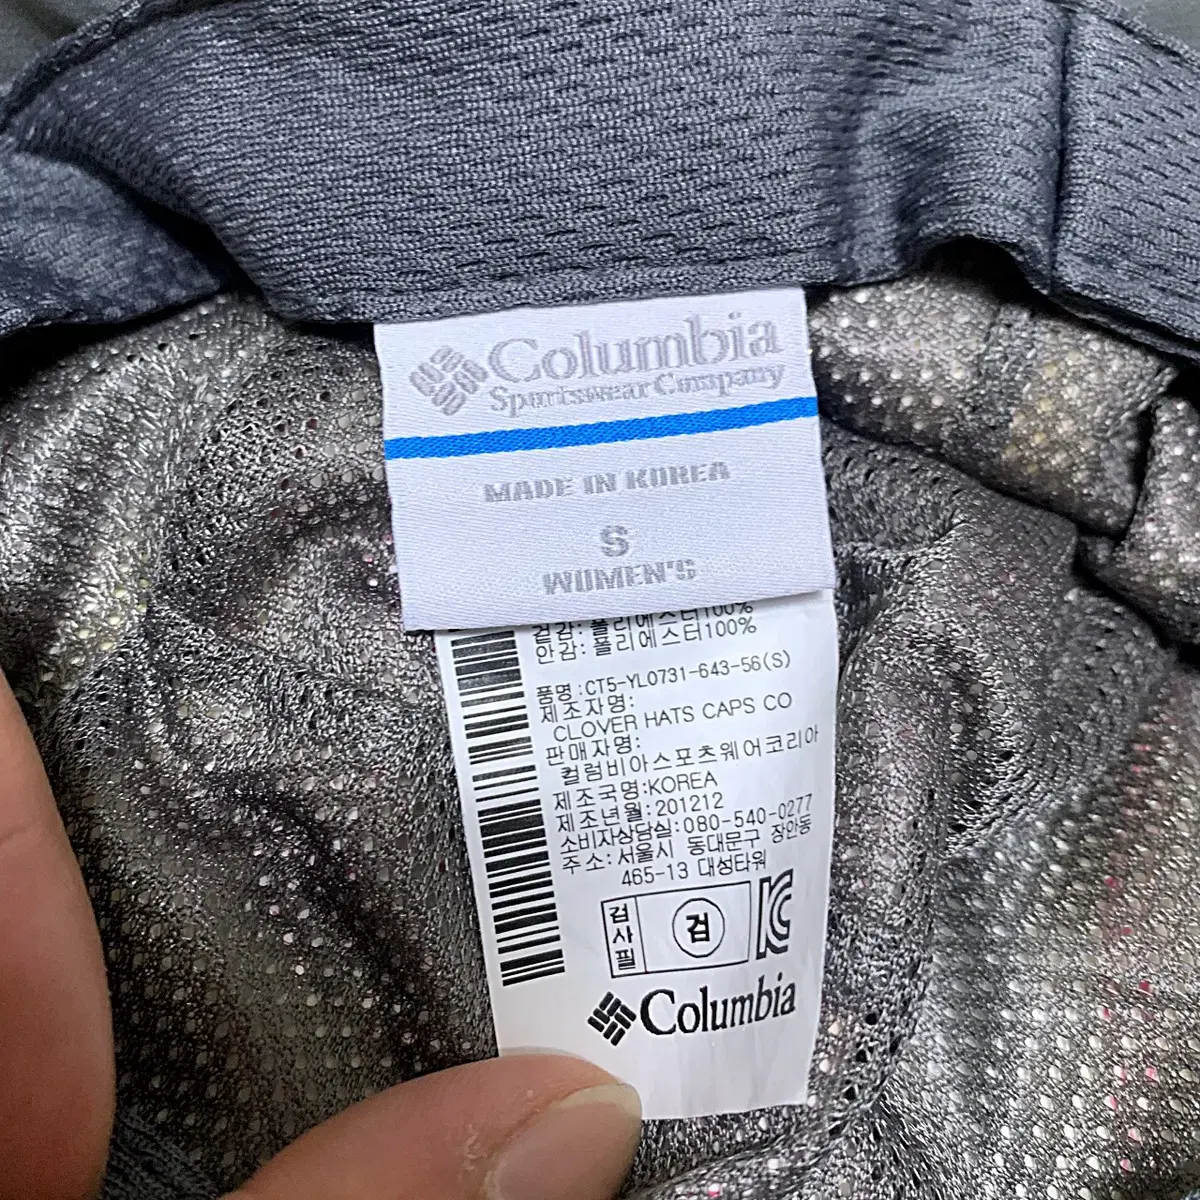 Columbia
Sportswear Company
MADE IN KOREA
S
WOMEN'S
겉감: 폴리에스터100%
안감: 폴리에스터100%
품명:CT5-YL0731-643-56(S)
제조자명:
CLOVER HATS CAPS CO
판매자명:
컬럼비아스포츠웨어코리아
제조국명:KOREA
제조년월:201212
소비자상담실:080-540-0277
주소:서울시 동대문구 장안동
465-13 대성타워
검사필
검
KC
Columbia